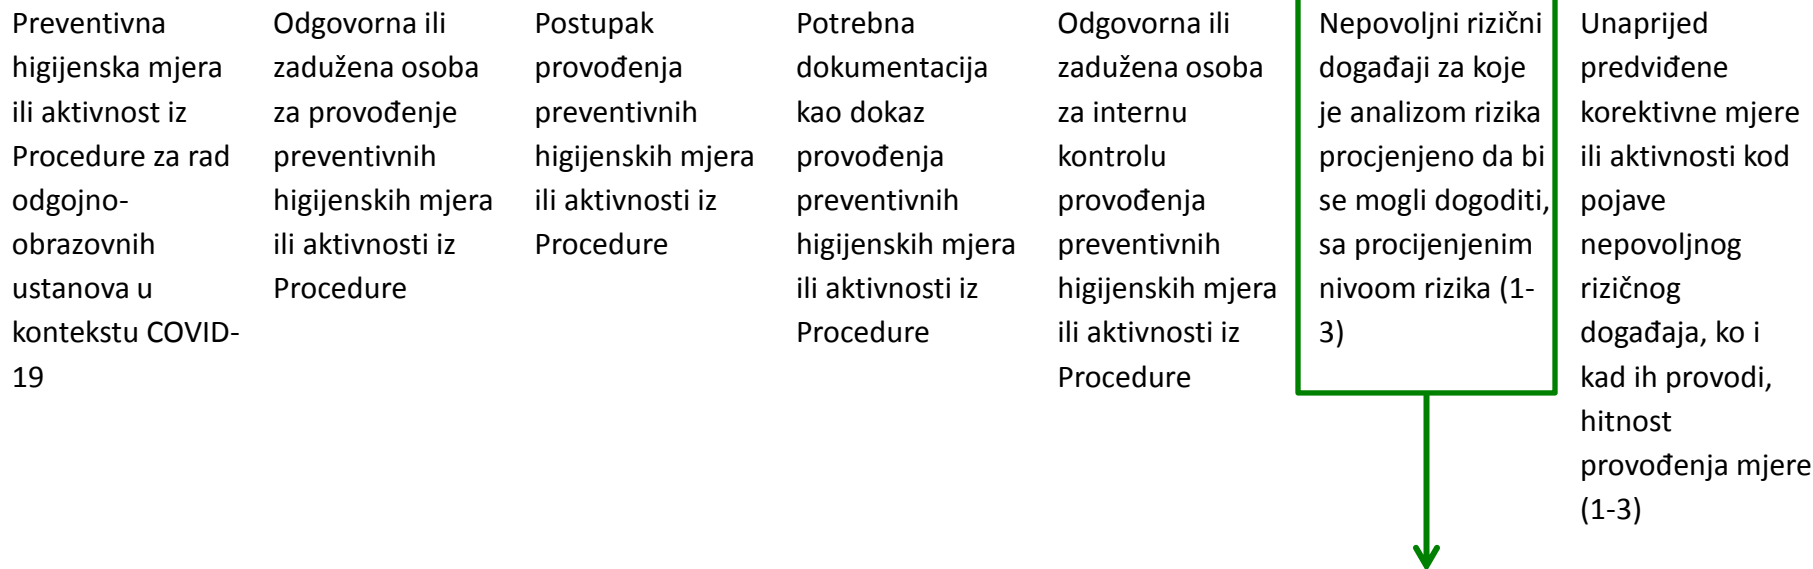 Preventivna
higijenska mjera
ili aktivnost iz
Procedure za rad
odgojno-
obrazovnih
ustanova u
kontekstu COVID-
19
Odgovorna ili
zadužena osoba
za provođenje
preventivnih
higijenskih mjera
ili aktivnosti iz
Procedure
Postupak
provođenja
preventivnih
higijenskih mjera
ili aktivnosti iz
Procedure
Potrebna
dokumentacija
kao dokaz
provođenja
preventivnih
higijenskih mjera
ili aktivnosti iz
Procedure
Odgovorna ili
zadužena osoba
za internu
kontrolu
provođenja
preventivnih
higijenskih mjera
ili aktivnosti iz
Procedure
Nepovoljni rizični
događaji za koje
je analizom rizika
procjenjeno da bi
se mogli dogoditi,
sa procijenjenim
nivoom rizika (1-
3)
Unaprijed
predviđene
korektivne mjere
ili aktivnosti kod
pojave
nepovoljnog
rizičnog
događaja, ko i
kad ih provodi,
hitnost
provođenja mjere
(1-3)